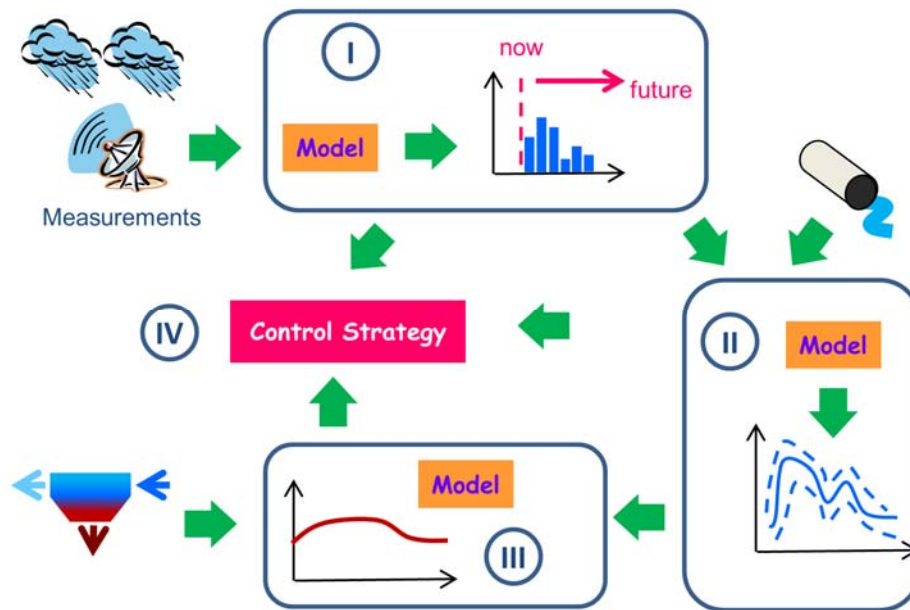 I
now
future
Model
Measurements
IV
Control Strategy
II
Model
Model
III